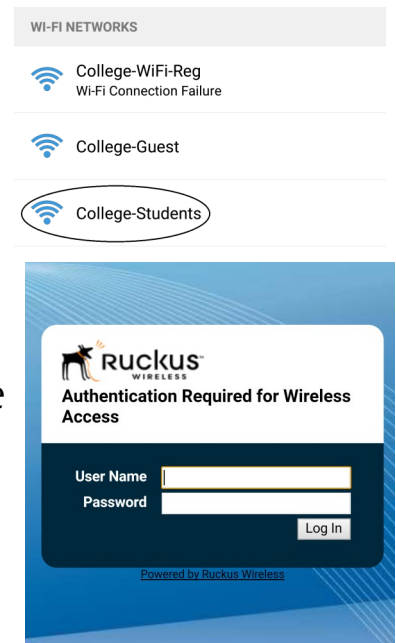 WI-FI NETWORKS
College-WiFi-Reg
Wi-Fi Connection Failure
College-Guest
College-Students
RUCKUS
WIRELESS
Authentication Required for Wireless
Access
e
User Name
Password
Log In
Powered by Ruckus Wireless